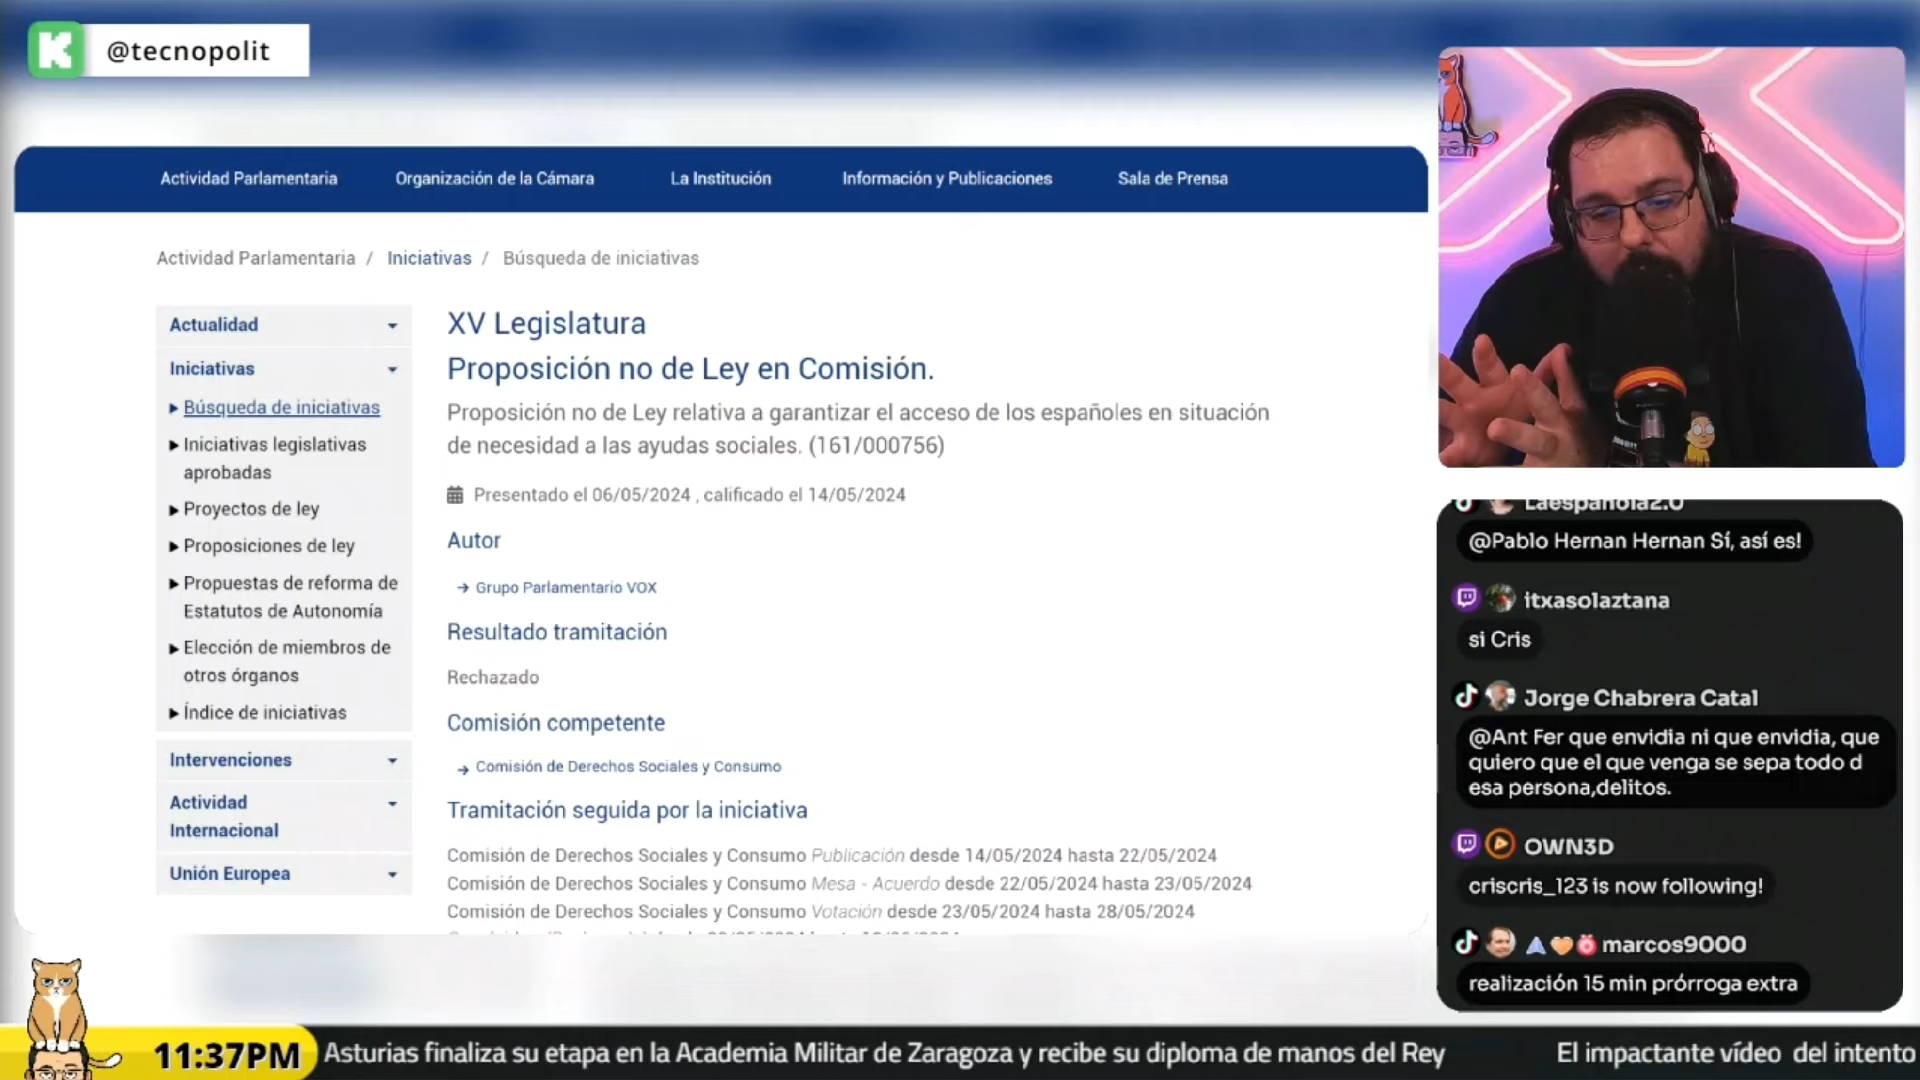 K @tecnopolit
Actividad Parlamentaria
Organización de la Cámara
La Institución
Información y Publicaciones
Sala de Prensa
Actividad Parlamentaria / Iniciativas / Búsqueda de iniciativas
Actualidad
Iniciativas
Búsqueda de iniciativas
Iniciativas legislativas
aprobadas
Proyectos de ley
Proposiciones de ley
Propuestas de reforma de
Estatutos de Autonomía
Elección de miembros de
otros órganos
Índice de iniciativas
Intervenciones
Actividad
Internacional
Unión Europea
XV Legislatura
Proposición no de Ley en Comisión.
Proposición no de Ley relativa a garantizar el acceso de los españoles en situación
de necesidad a las ayudas sociales. (161/000756)
Presentado el 06/05/2024 , calificado el 14/05/2024
Autor
Grupo Parlamentario VOX
Resultado tramitación
Rechazado
Comisión competente
Comisión de Derechos Sociales y Consumo
Tramitación seguida por la iniciativa
Comisión de Derechos Sociales y Consumo Publicación desde 14/05/2024 hasta 22/05/2024
Comisión de Derechos Sociales y Consumo Mesa - Acuerdo desde 22/05/2024 hasta 23/05/2024
Comisión de Derechos Sociales y Consumo Votación desde 23/05/2024 hasta 28/05/2024
Laespañola2.0
@Pablo Hernan Hernan Sí, así es!
itxasolaztana
si Cris
Jorge Chabrera Catal
@Ant Fer que envidia ni que envidia, que
quiero que el que venga se sepa todo d
esa persona,delitos.
OWN3D
criscris_123 is now following!
marcos9000
realización 15 min prórroga extra
11:37PM
Asturias finaliza su etapa en la Academia Militar de Zaragoza y recibe su diploma de manos del Rey
El impactante vídeo del intento